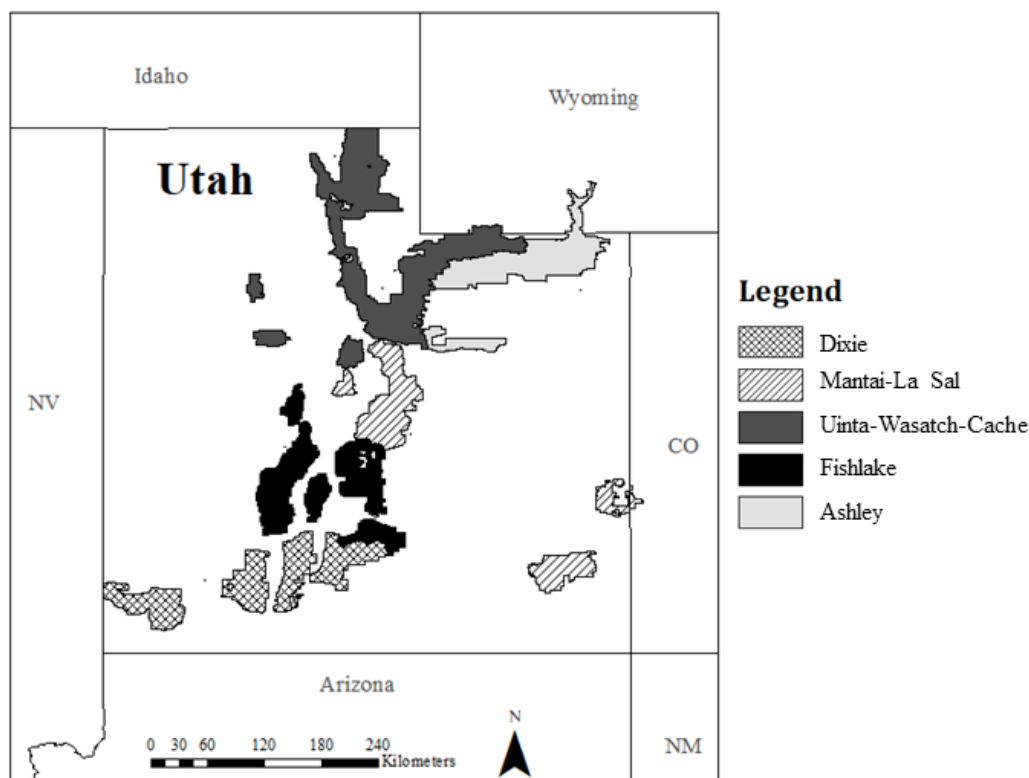 Idaho
Wyoming
Utah
NV
CO
Legend
Dixie
Mantai-La Sal
Uinta-Wasatch-Cache
Fishlake
Ashley
Arizona
N
NM
0 30 60 120 180 240
Kilometers